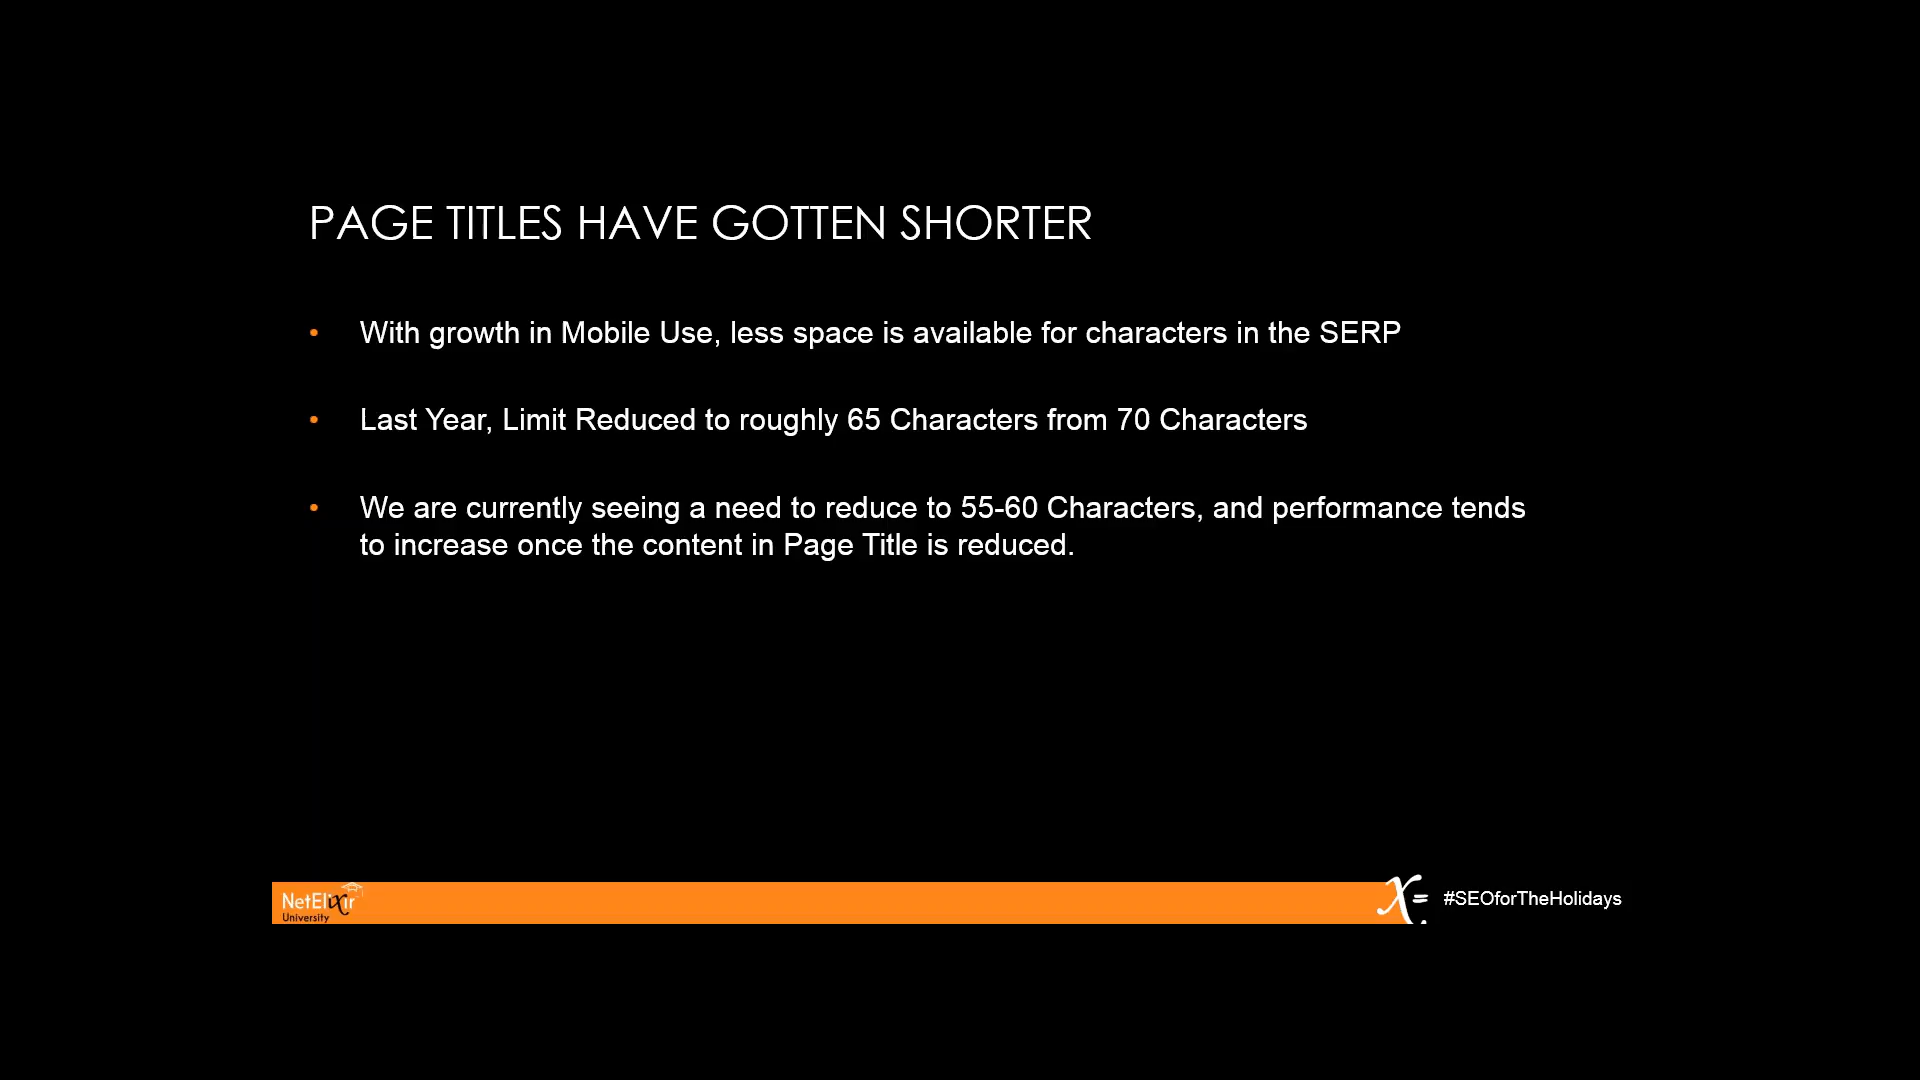 PAGE TITLES HAVE GOTTEN SHORTER
• With growth in Mobile Use, less space is available for characters in the SERP
• Last Year, Limit Reduced to roughly 65 Characters from 70 Characters
• We are currently seeing a need to reduce to 55-60 Characters, and performance tends
to increase once the content in Page Title is reduced.
NetElixir
University
X=
#SEOforTheHolidays